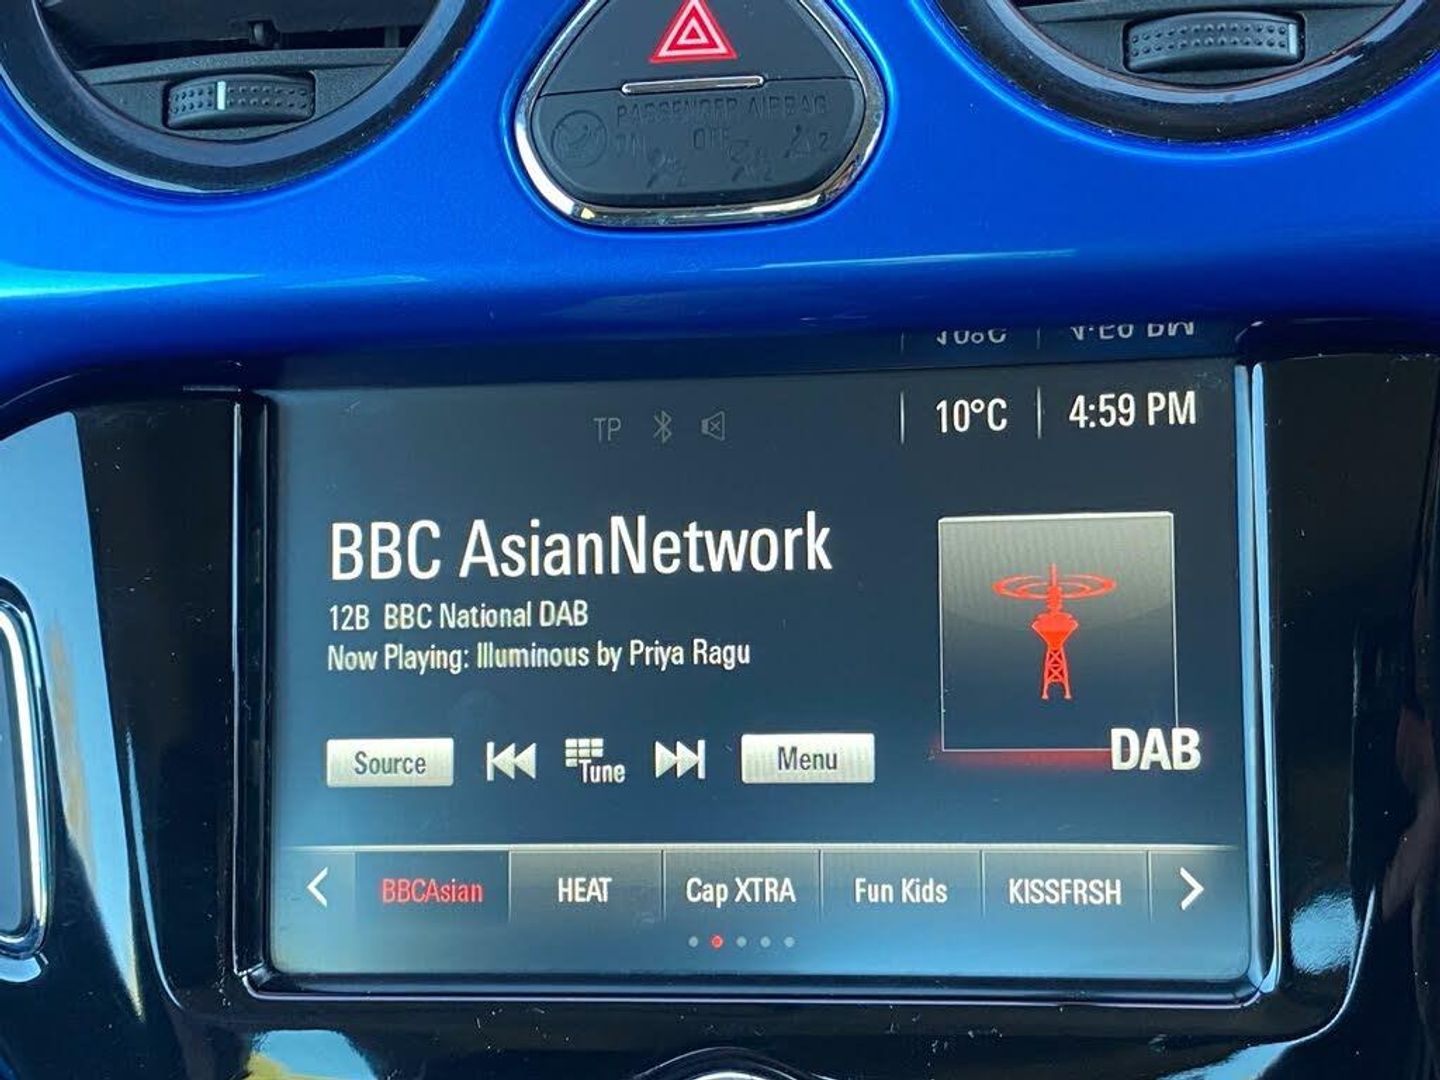 PASSENGER AIRBAG
ON OFF 2
TP 10°C 4:59 PM
BBC AsianNetwork
12B BBC National DAB
Now Playing: Illuminous by Priya Ragu
Source Tune Menu
DAB
BBCAsian HEAT Cap XTRA Fun Kids KISSFRSH